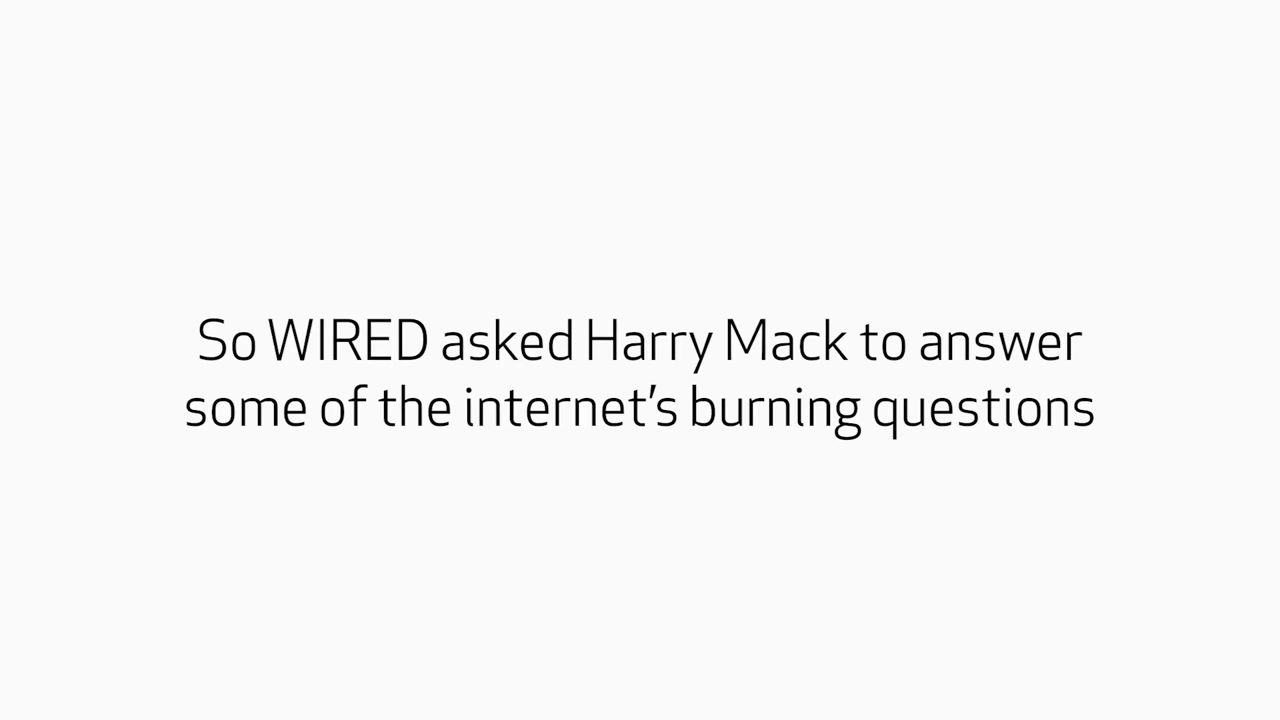 So WIRED asked Harry Mack to answer
some of the internet’s burning questions